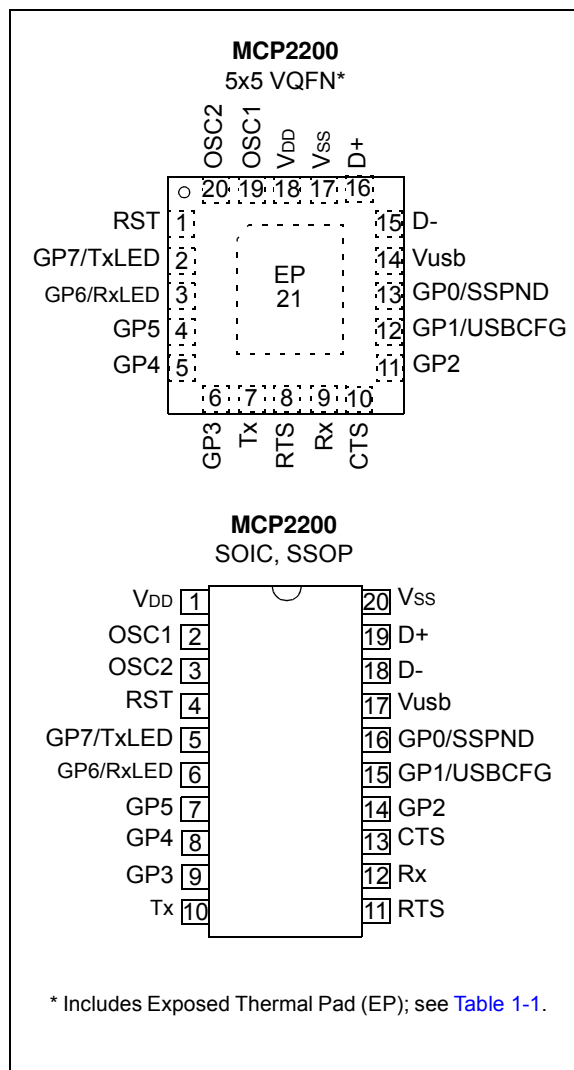 MCP2200
5x5 VQFN*
OSC2
OSC1
VDD
VSS
D+
20 19 18 17 16
RST 1
15 D-
GP7/TxLED 2
14 Vusb
GP6/RxLED 3
13 GP0/SSPND
GP5 4
12 GP1/USBCFG
GP4 5
11 GP2
EP
21
6 7 8 9 10
GP3
Tx
RTS
Rx
CTS
MCP2200
SOIC, SSOP
VDD 1
20 VSS
OSC1 2
19 D+
OSC2 3
18 D-
RST 4
17 Vusb
GP7/TxLED 5
16 GP0/SSPND
GP6/RxLED 6
15 GP1/USBCFG
GP5 7
14 GP2
GP4 8
13 CTS
GP3 9
12 Rx
Tx 10
11 RTS
* Includes Exposed Thermal Pad (EP); see Table 1-1.